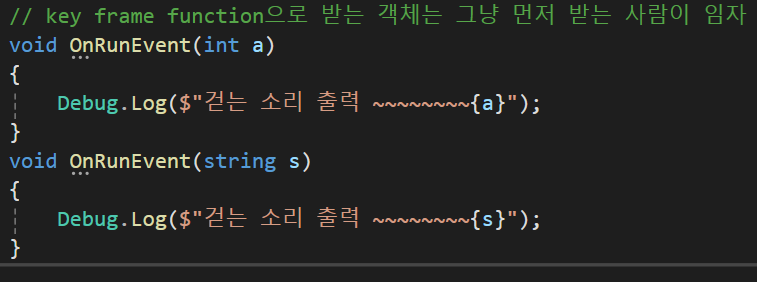 // key frame function으로 받는 객체는 그냥 먼저 받는 사람이 임자
void OnRunEvent(int a)
{
    Debug.Log($"걷는 소리 출력 ~~~~~~~~{a}");
}
void OnRunEvent(string s)
{
    Debug.Log($"걷는 소리 출력 ~~~~~~~~{s}");
}